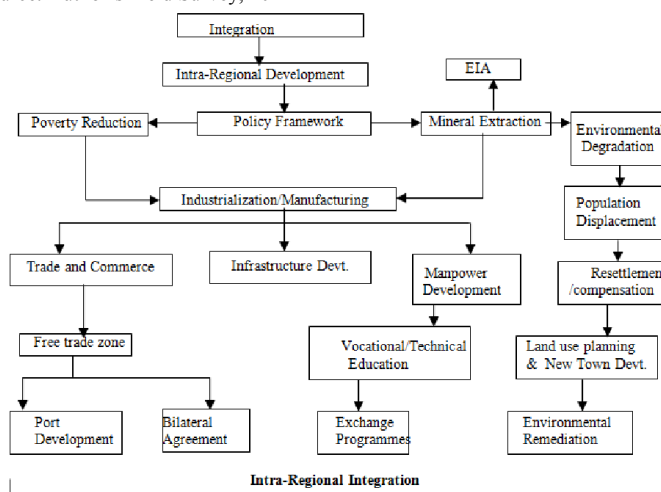 Integration
EIA
Intra-Regional Development
Poverty Reduction
Policy Framework
Mineral Extraction
Environmental
Degradation
Industrialization/Manufacturing
Population
Displacement
Trade and Commerce
Infrastructure Devt.
Manpower
Development
Resettlemen
/compensation
Free trade zone
Vocational/Technical
Education
Land use planning
& New Town Devt.
Port
Development
Bilateral
Agreement
Exchange
Programmes
Environmental
Remediation
Intra-Regional Integration